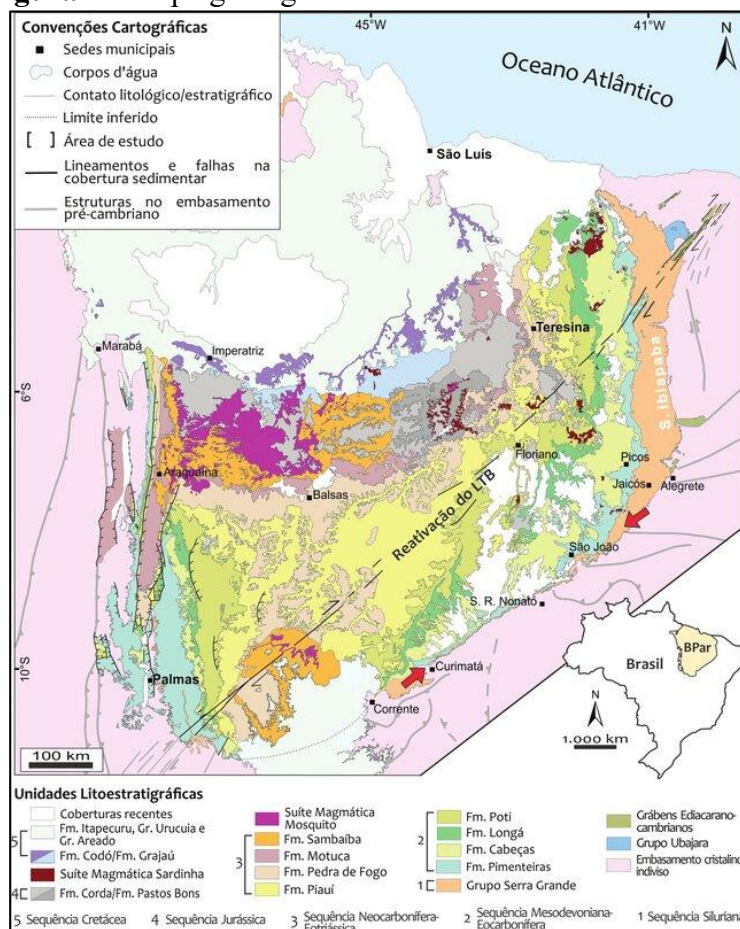 Convenções Cartográficas
Sedes municipais
Corpos d'água
Contato litológico/estratigráfico
Limite inferido
[ ] Área de estudo
Lineamentos e falhas na
cobertura sedimentar
Estruturas no embasamento
pré-cambriano
45°W
41°W
N
Oceano Atlântico
São Luís
Teresina
Marabá
Imperatriz
6°S
S. Ibiapaba
Araguaína
Floriano
Picos
Balsas
Jaicós
Alegrete
Reativação do LTB
São João
S. R. Nonato
10°S
Palmas
Curimatá
Corrente
Brasil
BPar
N
1.000 km
100 km
Unidades Litoestratigráficas
Coberturas recentes
5
Fm. Itapecuru, Gr. Urucuia e
Gr. Areado
Fm. Codó/Fm. Grajaú
Suíte Magmática Sardinha
4
Fm. Corda/Fm. Pastos Bons
Suíte Magmática
Mosquito
3
Fm. Sambaíba
Fm. Motuca
Fm. Pedra de Fogo
Fm. Piauí
2
Fm. Poti
Fm. Longá
Fm. Cabeças
Fm. Pimenteiras
1
Grupo Serra Grande
Grábens Ediacarano-
cambrianos
Grupo Ubajara
Embasamento cristalino
indiviso
5 Sequência Cretácea
4 Sequência Jurássica
3 Sequência Neocarbonífera-
Eotriássica
2 Sequência Mesodevoniana-
Eocarbonífera
1 Sequência Siluriana